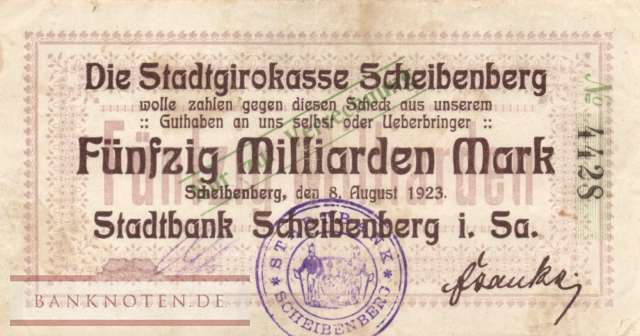 Die Stadtgirokasse Scheibenberg
wolle zahlen gegen diesen Scheck aus unserem
:: Guthaben an uns selbst oder Ueberbringer ::
Fünfzig Milliarden Mark
Scheibenberg, den 8. August 1923.
Stadtbank Scheibenberg i. Sa.
No 4428
STADTBANK
SCHEIBENBERG
BANKNOTEN.DE